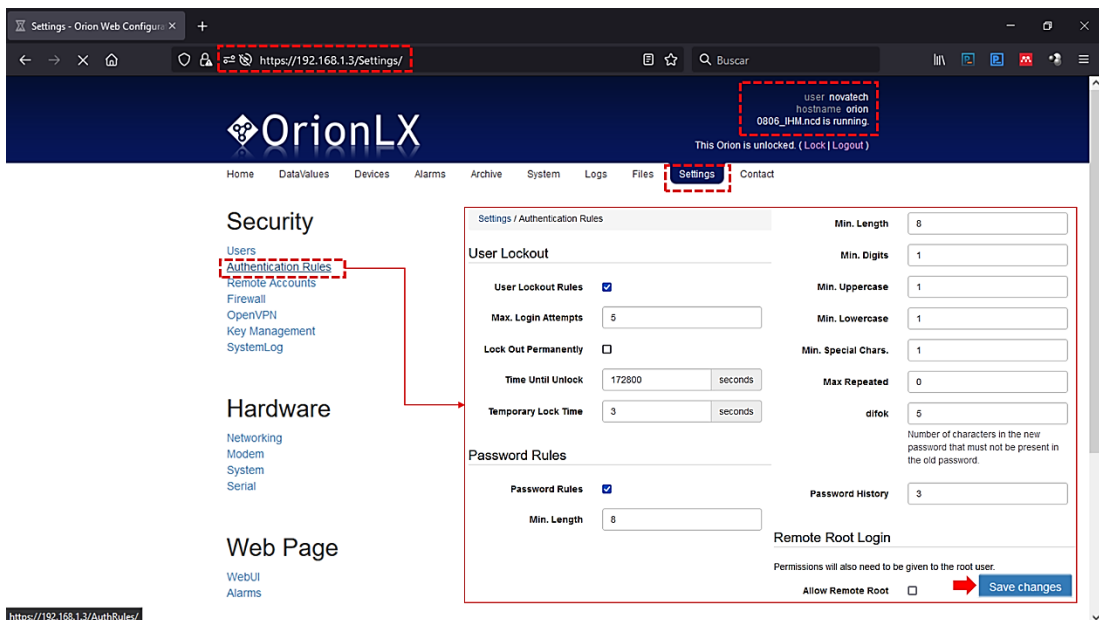 Settings - Orion Web Configura
https://192.168.1.3/Settings/
Buscar
user novatech
hostname orion
0806_IHM.ncd is running.
OrionLX
This Orion is unlocked. ( Lock | Logout )
Home DataValues Devices Alarms Archive System Logs Files Settings Contact
Security
Users
Authentication Rules
Remote Accounts
Firewall
OpenVPN
Key Management
SystemLog
Hardware
Networking
Modem
System
Serial
Web Page
WebUI
Alarms
Settings / Authentication Rules
User Lockout
User Lockout Rules
Max. Login Attempts 5
Lock Out Permanently
Time Until Unlock 172800 seconds
Temporary Lock Time 3 seconds
Password Rules
Password Rules
Min. Length 8
Min. Length 8
Min. Digits 1
Min. Uppercase 1
Min. Lowercase 1
Min. Special Chars. 1
Max Repeated 0
difok 5
Number of characters in the new
password that must not be present in
the old password.
Password History 3
Remote Root Login
Permissions will also need to be given to the root user.
Allow Remote Root
Save changes
https://192.168.1.3/AuthRules/